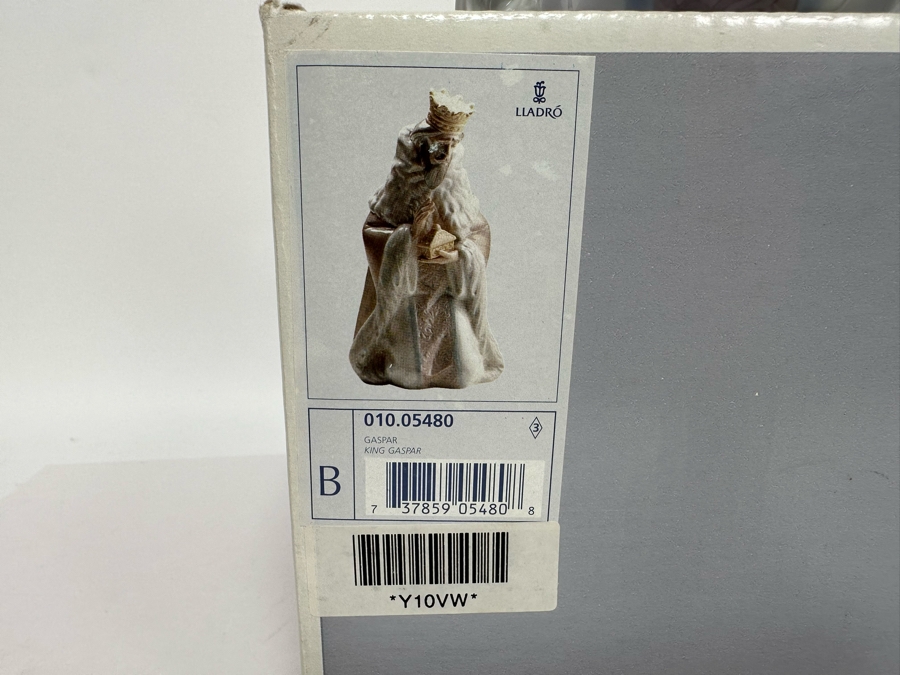 LLADRÓ
010.05480
3
GASPAR
KING GASPAR
B
7 37859 05480 8
*Y10VW*